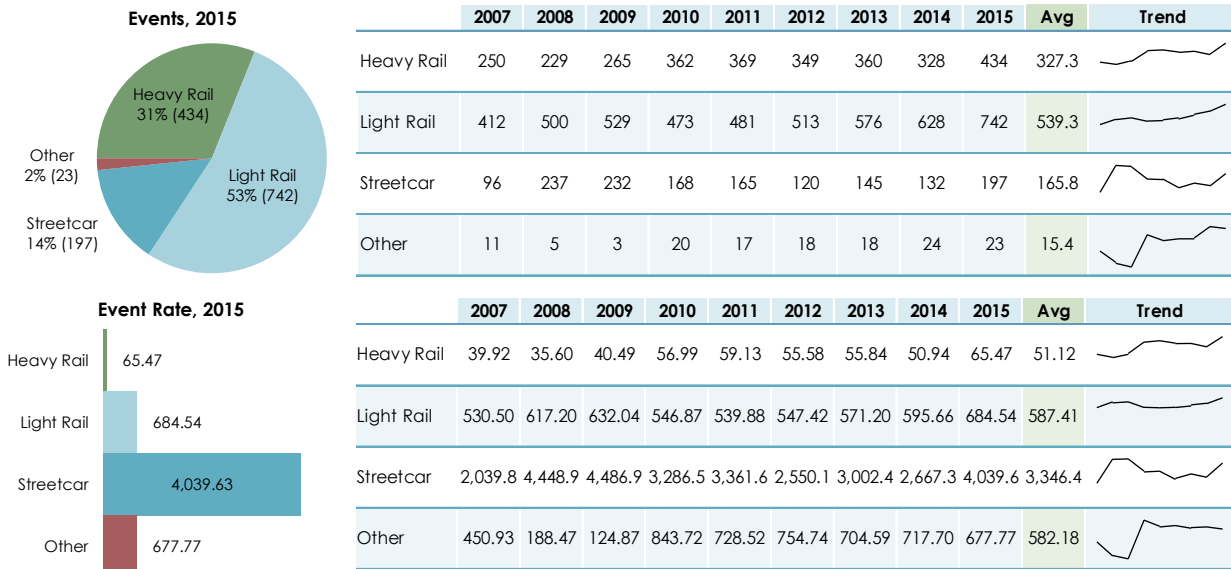 Events, 2015
Heavy Rail
31% (434)
Other
2% (23)
Light Rail
53% (742)
Streetcar
14% (197)
2007 2008 2009 2010 2011 2012 2013 2014 2015 Avg Trend
Heavy Rail 250 229 265 362 369 349 360 328 434 327.3
Light Rail 412 500 529 473 481 513 576 628 742 539.3
Streetcar 96 237 232 168 165 120 145 132 197 165.8
Other 11 5 3 20 17 18 18 24 23 15.4
Event Rate, 2015
Heavy Rail 65.47
Light Rail 684.54
Streetcar 4,039.63
Other 677.77
2007 2008 2009 2010 2011 2012 2013 2014 2015 Avg Trend
Heavy Rail 39.92 35.60 40.49 56.99 59.13 55.58 55.84 50.94 65.47 51.12
Light Rail 530.50 617.20 632.04 546.87 539.88 547.42 571.20 595.66 684.54 587.41
Streetcar 2,039.8 4,448.9 4,486.9 3,286.5 3,361.6 2,550.1 3,002.4 2,667.3 4,039.6 3,346.4
Other 450.93 188.47 124.87 843.72 728.52 754.74 704.59 717.70 677.77 582.18